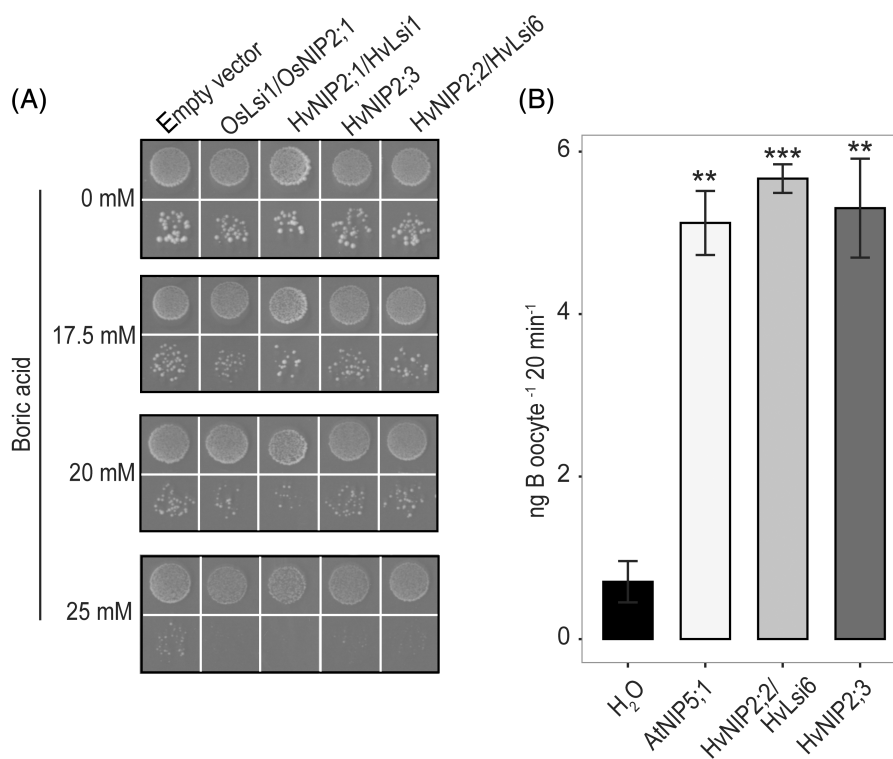 (A)
Empty vector
OsLsi1/OsNIP2;1
HvNIP2;1/HvLsi1
HvNIP2;3
HvNIP2;2/HvLsi6
Boric acid
0 mM
17.5 mM
20 mM
25 mM
(B)
ng B oocyte -1 20 min-1
6
4
2
0
**
***
**
H2O
AtNIP5;1
HvNIP2;2/
HvLsi6
HvNIP2;3